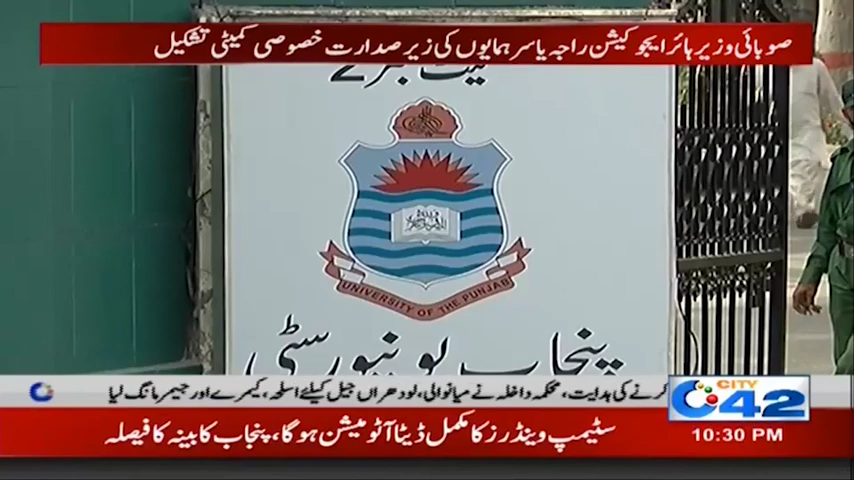 صوبائی وزیر ہائر ایجوکیشن راجہ یاسر ہمایوں کی زیر صدارت خصوصی کمیٹی تشکیل
UNIVERSITY OF THE PUNJAB
پنجاب یونیورسٹی
کرنے کی ہدایت، محکمہ داخلہ نے میانوالی، لودھراں جیل کیلئے اسلحہ، کیمرے اور جیمر مانگ لیا
CITY
42
سٹیمپ وینڈرز کا مکمل ڈیٹا آٹومیشن ہوگا، پنجاب کابینہ کا فیصلہ
10:30 PM